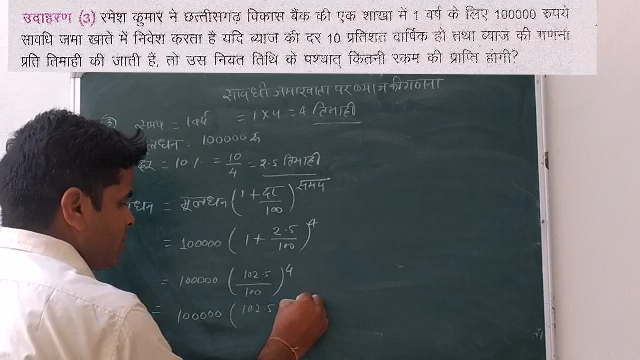 उदाहरण (3) रमेश कुमार ने छत्तीसगढ़ विकास बैंक की एक शाखा में 1 वर्ष के लिए 100000 रुपये
सावधि जमा खाते में निवेश करता है यदि ब्याज की दर 10 प्रतिशत वार्षिक हो तथा ब्याज की गणना
प्रति तिमाही की जाती हैं, तो उस नियत तिथि के पश्चात् कितनी रकम की प्राप्ति होगी?
सावधी जमाखाता पर ब्याज की गणना
③ समय = 1 वर्ष = 1 x 4 = 4 तिमाही
लधन = 100000 रु
दर = 10% = 10/4 = 2.5 तिमाही
धन = मूलधन (1 + दर/100)^समय
= 100000 (1 + 2.5/100)^4
= 100000 (102.5/100)^4
= 100000 (102.5